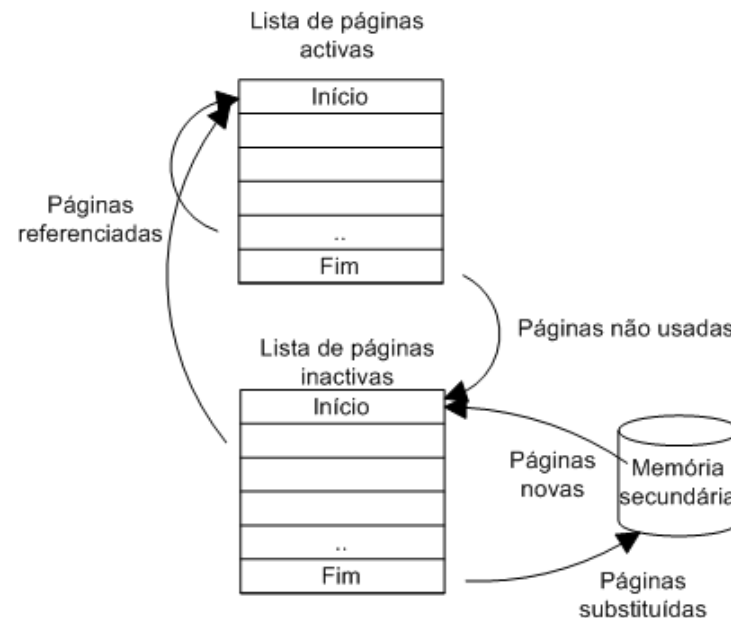 Lista de páginas
activas
Início
Páginas
referenciadas
..
Fim
Páginas não usadas
Lista de páginas
inactivas
Início
Páginas
novas
Memória
secundária
..
Fim
Páginas
substituídas